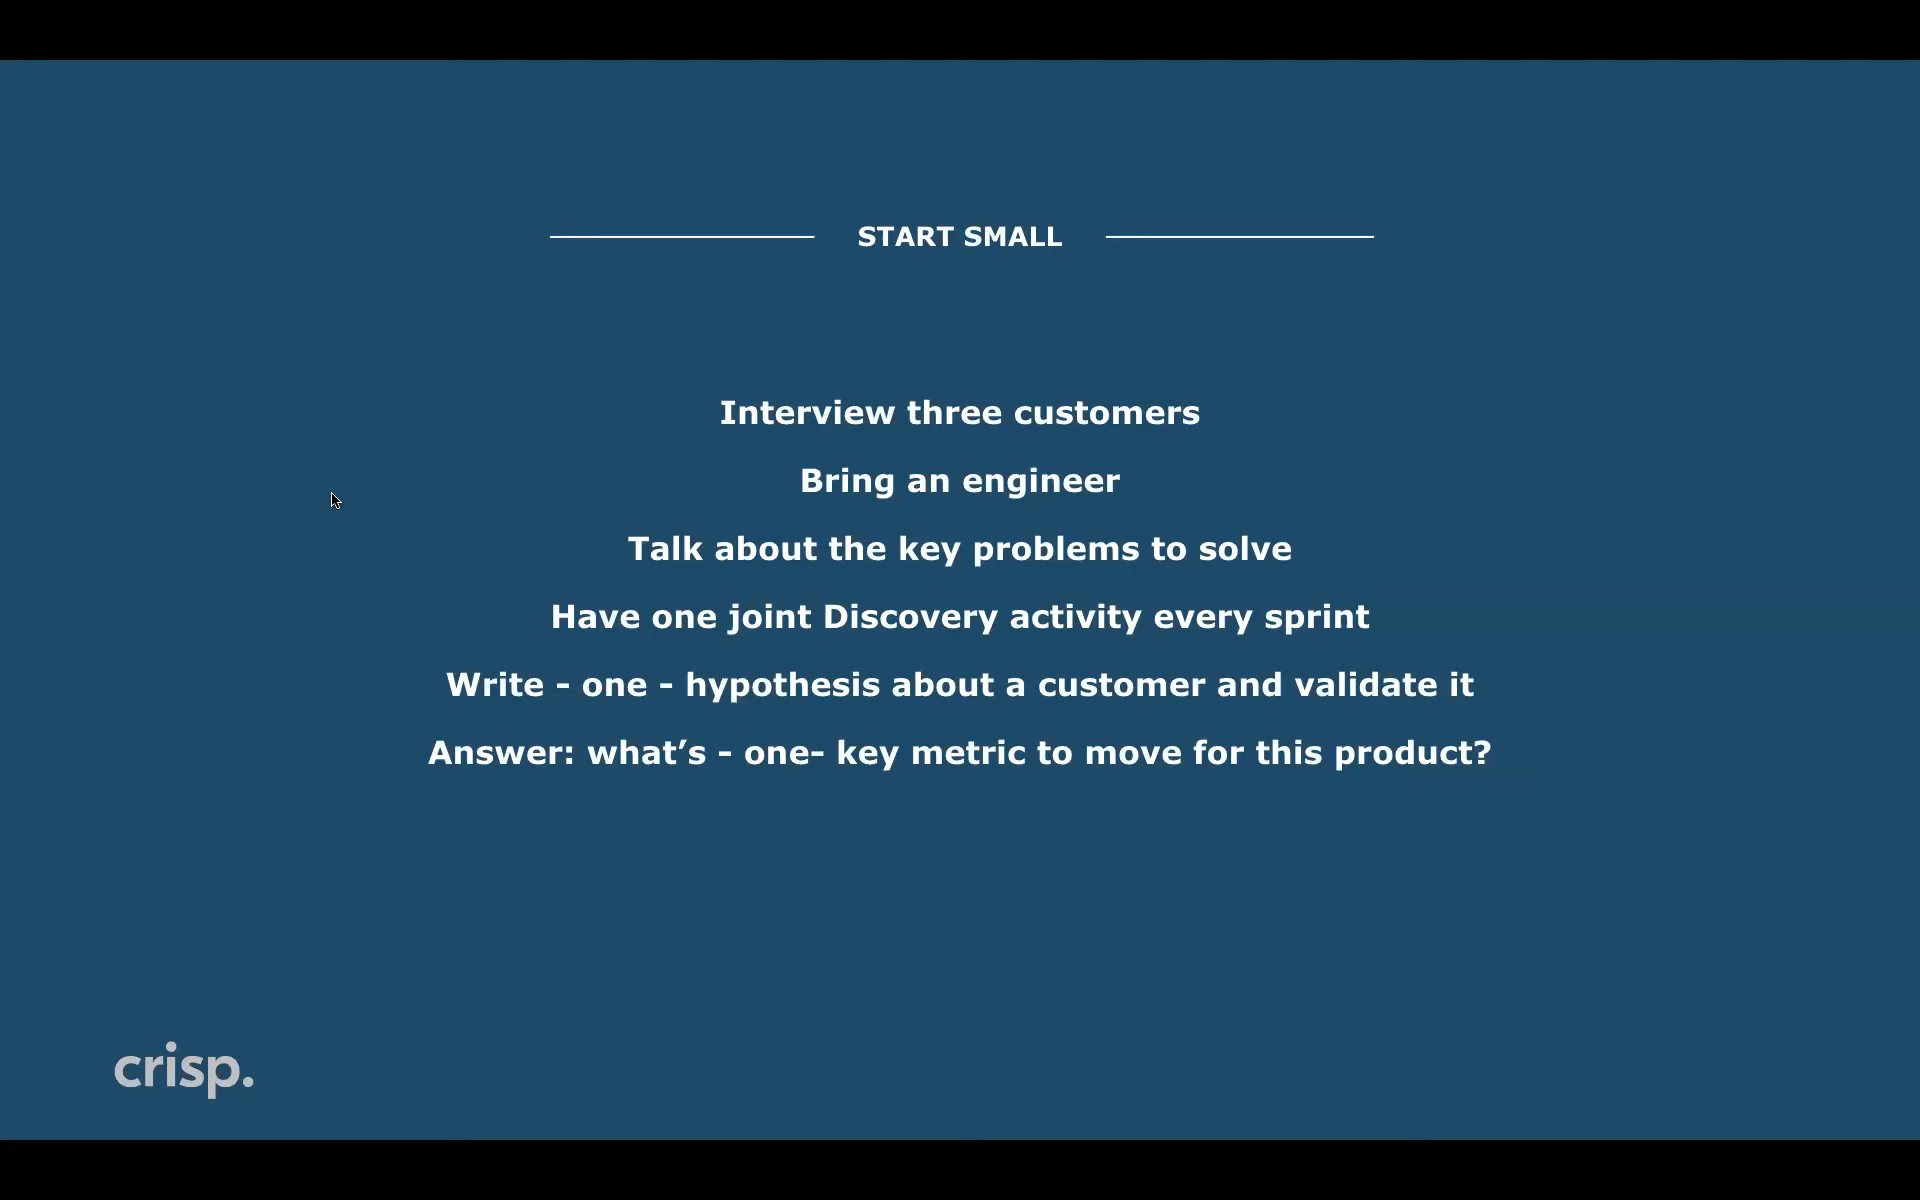 START SMALL
Interview three customers
Bring an engineer
Talk about the key problems to solve
Have one joint Discovery activity every sprint
Write - one - hypothesis about a customer and validate it
Answer: what’s - one- key metric to move for this product?
crisp.